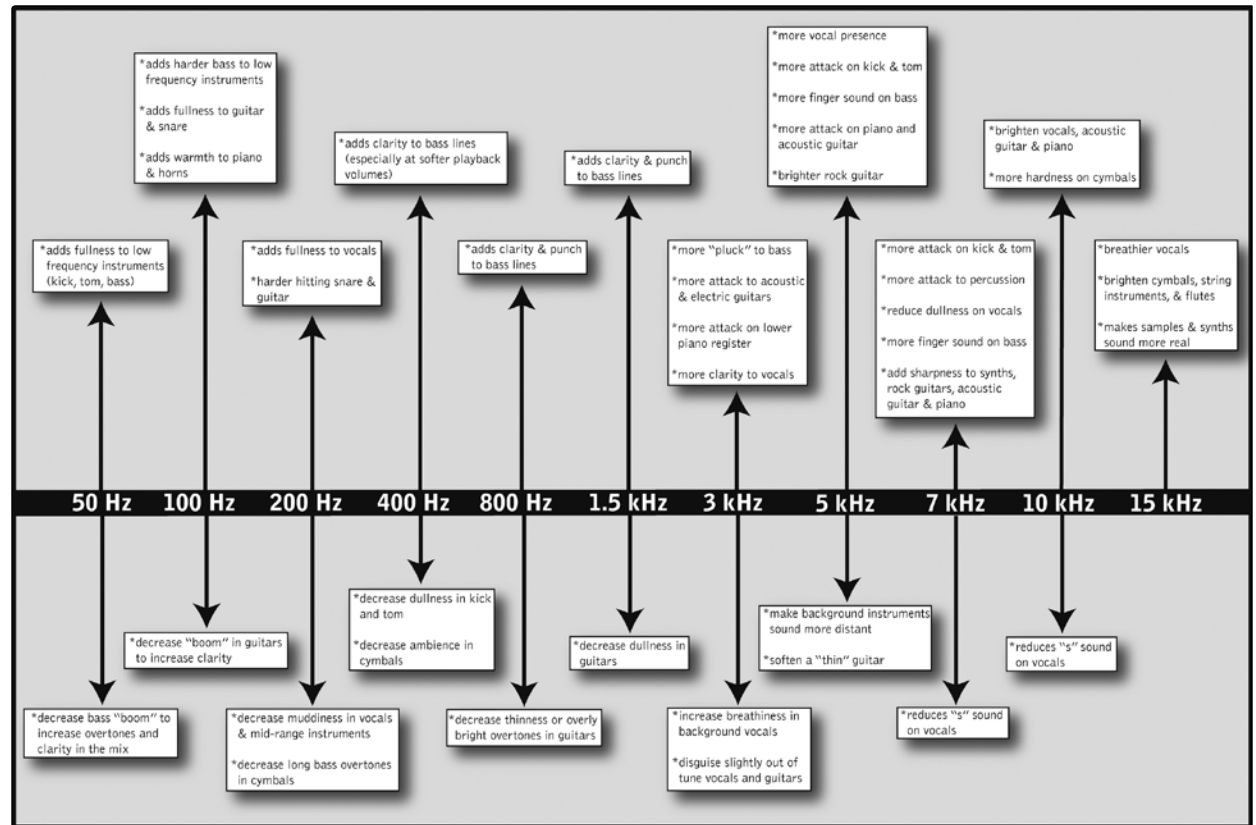 *adds fullness to low
frequency instruments
(kick, tom, bass)
*adds harder bass to low
frequency instruments
*adds fullness to guitar
& snare
*adds warmth to piano
& horns
*adds fullness to vocals
*harder hitting snare &
guitar
*adds clarity to bass lines
(especially at softer playback
volumes)
*adds clarity & punch
to bass lines
*adds clarity & punch
to bass lines
*more "pluck" to bass
*more attack to acoustic
& electric guitars
*more attack on lower
piano register
*more clarity to vocals
*more vocal presence
*more attack on kick & tom
*more finger sound on bass
*more attack on piano and
acoustic guitar
*brighter rock guitar
*more attack on kick & tom
*more attack to percussion
*reduce dullness on vocals
*more finger sound on bass
*add sharpness to synths,
rock guitars, acoustic
guitar & piano
*brighten vocals, acoustic
guitar & piano
*more hardness on cymbals
*breathier vocals
*brighten cymbals, string
instruments, & flutes
*makes samples & synths
sound more real
50 Hz 100 Hz 200 Hz 400 Hz 800 Hz 1.5 kHz 3 kHz 5 kHz 7 kHz 10 kHz 15 kHz
*decrease bass "boom" to
increase overtones and
clarity in the mix
*decrease "boom" in guitars
to increase clarity
*decrease muddiness in vocals
& mid-range instruments
*decrease long bass overtones
in cymbals
*decrease dullness in kick
and tom
*decrease ambience in
cymbals
*decrease thinness or overly
bright overtones in guitars
*decrease dullness in
guitars
*increase breathiness in
background vocals
*disguise slightly out of
tune vocals and guitars
*make background instruments
sound more distant
*soften a "thin" guitar
*reduces "s" sound
on vocals
*reduces "s" sound
on vocals